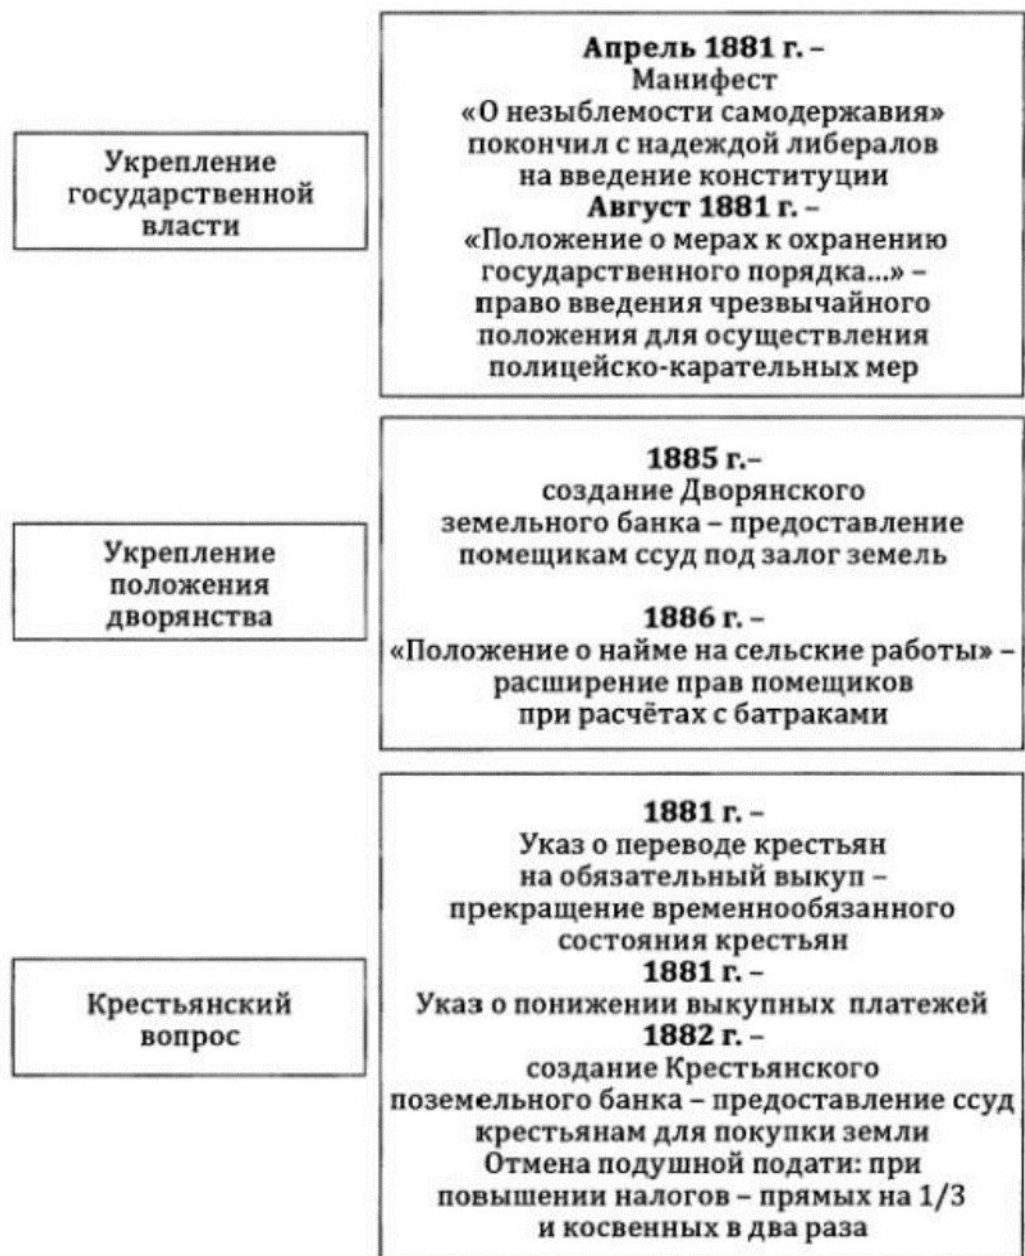 Укрепление
государственной
власти
Апрель 1881 г. –
Манифест
«О незыблемости самодержавия»
покончил с надеждой либералов
на введение конституции
Август 1881 г. –
«Положение о мерах к охранению
государственного порядка...» –
право введения чрезвычайного
положения для осуществления
полицейско-карательных мер
Укрепление
положения
дворянства
1885 г.–
создание Дворянского
земельного банка – предоставление
помещикам ссуд под залог земель
1886 г. –
«Положение о найме на сельские работы» –
расширение прав помещиков
при расчётах с батраками
Крестьянский
вопрос
1881 г. –
Указ о переводе крестьян
на обязательный выкуп –
прекращение временнообязанного
состояния крестьян
1881 г. –
Указ о понижении выкупных платежей
1882 г. –
создание Крестьянского
поземельного банка – предоставление ссуд
крестьянам для покупки земли
Отмена подушной подати: при
повышении налогов – прямых на 1/3
и косвенных в два раза